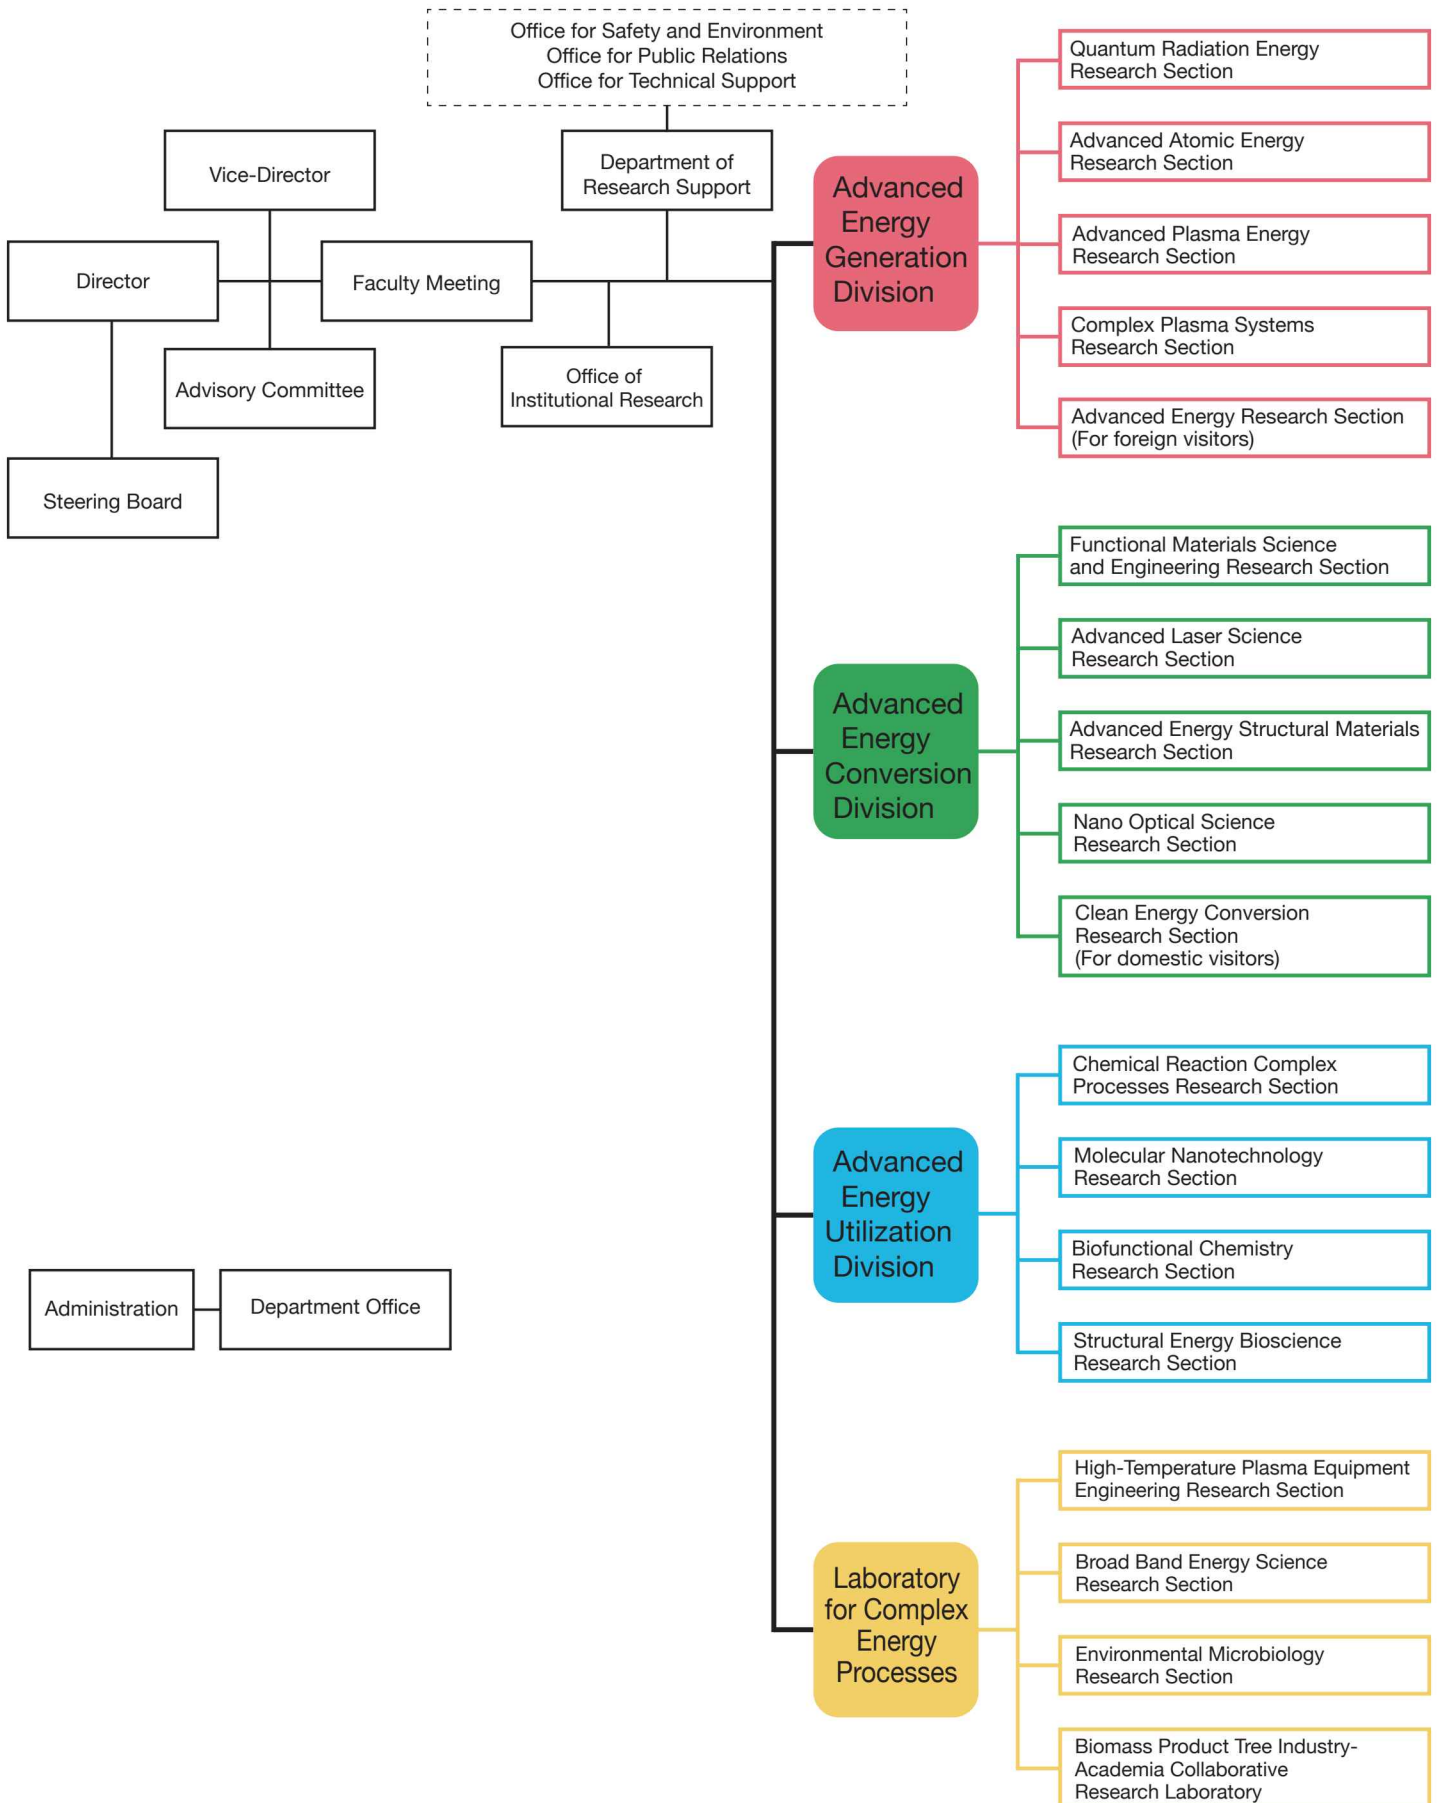 Office for Safety and Environment
Office for Public Relations
Office for Technical Support
Vice-Director
Department of
Research Support
Director
Faculty Meeting
Advisory Committee
Office of
Institutional Research
Steering Board
Administration
Department Office
Advanced
Energy
Generation
Division
Quantum Radiation Energy
Research Section
Advanced Atomic Energy
Research Section
Advanced Plasma Energy
Research Section
Complex Plasma Systems
Research Section
Advanced Energy Research Section
(For foreign visitors)
Advanced
Energy
Conversion
Division
Functional Materials Science
and Engineering Research Section
Advanced Laser Science
Research Section
Advanced Energy Structural Materials
Research Section
Nano Optical Science
Research Section
Clean Energy Conversion
Research Section
(For domestic visitors)
Advanced
Energy
Utilization
Division
Chemical Reaction Complex
Processes Research Section
Molecular Nanotechnology
Research Section
Biofunctional Chemistry
Research Section
Structural Energy Bioscience
Research Section
Laboratory
for Complex
Energy
Processes
High-Temperature Plasma Equipment
Engineering Research Section
Broad Band Energy Science
Research Section
Environmental Microbiology
Research Section
Biomass Product Tree Industry-
Academia Collaborative
Research Laboratory